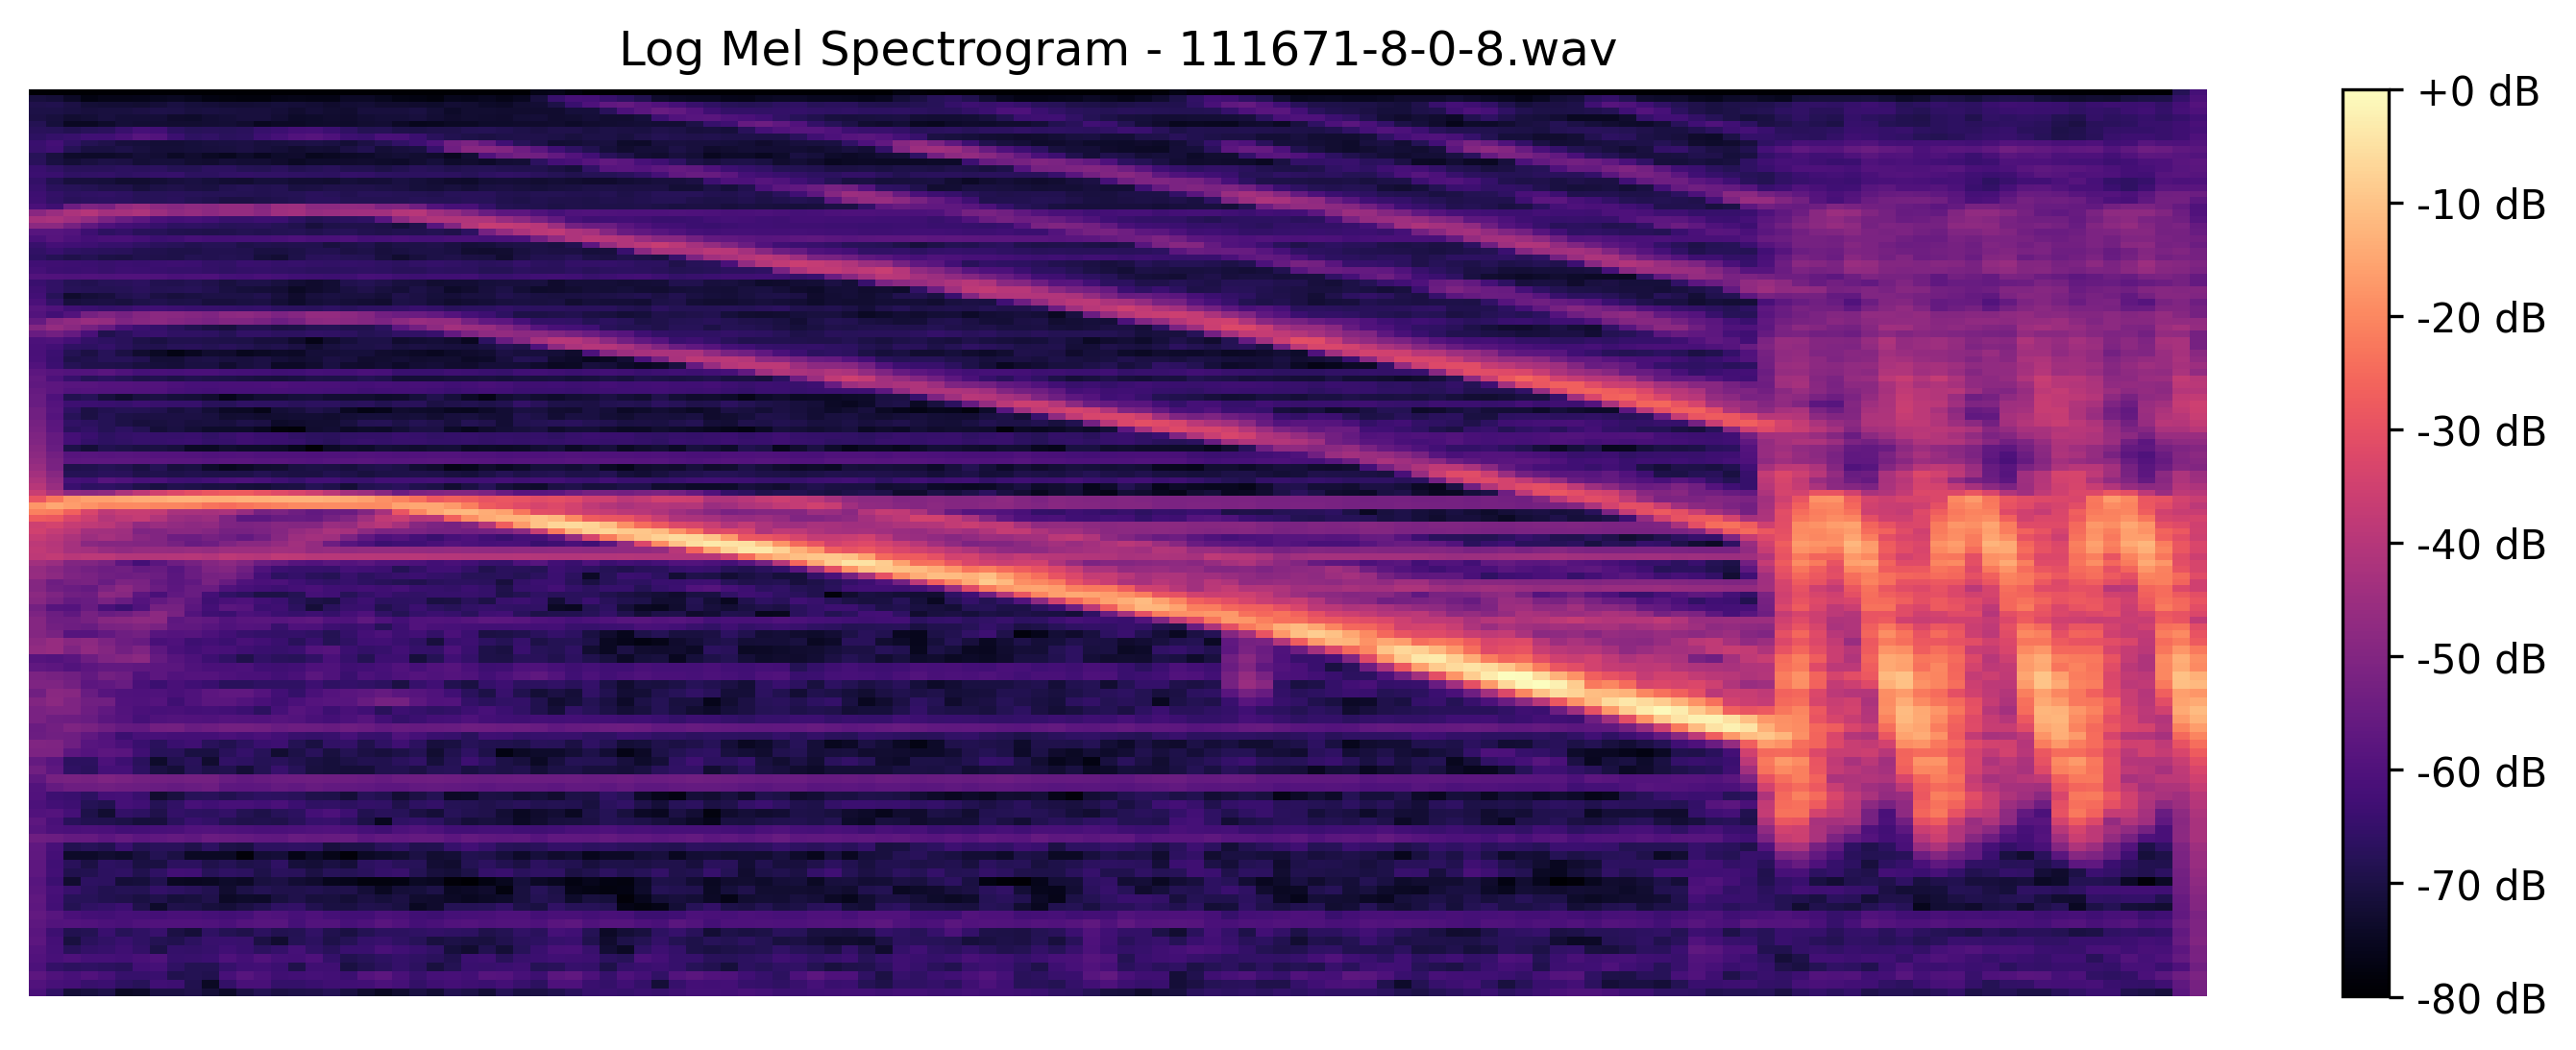 Log Mel Spectrogram - 111671-8-0-8.wav
+0 dB
-10 dB
-20 dB
-30 dB
-40 dB
-50 dB
-60 dB
-70 dB
-80 dB